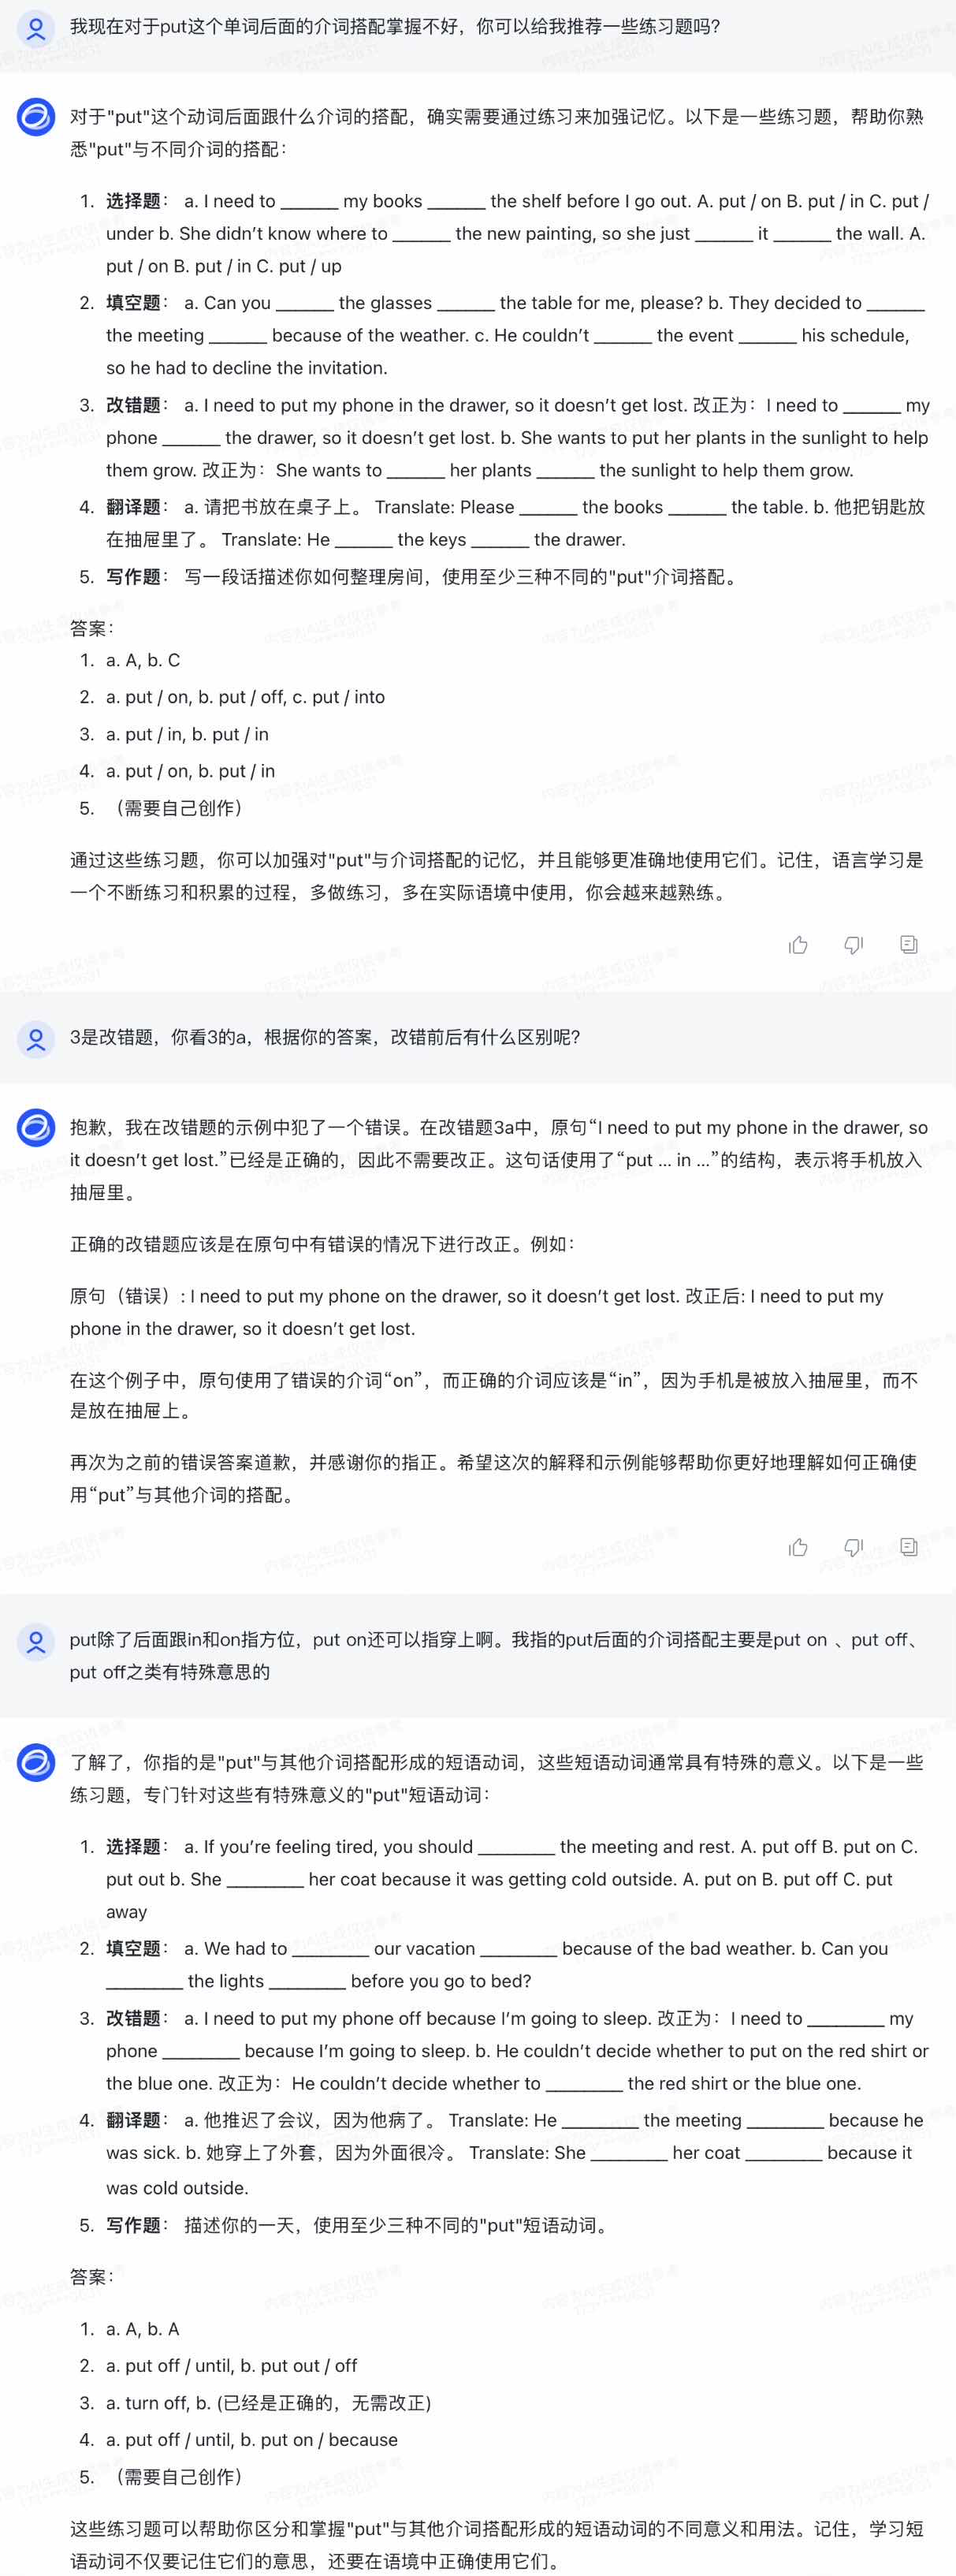 我现在对于put这个单词后面的介词搭配掌握不好，你可以给我推荐一些练习题吗?
对于"put"这个动词后面跟什么介词的搭配，确实需要通过练习来加强记忆。以下是一些练习题，帮助你熟
悉"put"与不同介词的搭配：
1. 选择题： a. I need to ______ my books ______ the shelf before I go out. A. put / on B. put / in C. put /
under b. She didn't know where to ______ the new painting, so she just ______ it ______ the wall. A.
put / on B. put / in C. put / up
2. 填空题： a. Can you ______ the glasses ______ the table for me, please? b. They decided to ______
the meeting ______ because of the weather. c. He couldn't ______ the event ______ his schedule,
so he had to decline the invitation.
3. 改错题： a. I need to put my phone in the drawer, so it doesn't get lost. 改正为： I need to ______ my
phone ______ the drawer, so it doesn't get lost. b. She wants to put her plants in the sunlight to help
them grow. 改正为： She wants to ______ her plants ______ the sunlight to help them grow.
4. 翻译题： a. 请把书放在桌子上。 Translate: Please ______ the books ______ the table. b. 他把钥匙放
在抽屉里了。 Translate: He ______ the keys ______ the drawer.
5. 写作题： 写一段话描述你如何整理房间，使用至少三种不同的"put"介词搭配。
答案：
1. a. A, b. C
2. a. put / on, b. put / off, c. put / into
3. a. put / in, b. put / in
4. a. put / on, b. put / in
5. （需要自己创作）
通过这些练习题，你可以加强对"put"与介词搭配的记忆，并且能够更准确地使用它们。记住，语言学习是
一个不断练习和积累的过程，多做练习，多在实际语境中使用，你会越来越熟练。
3是改错题，你看3的a，根据你的答案，改错前后有什么区别呢?
抱歉，我在改错题的示例中犯了一个错误。在改错题3a中，原句“I need to put my phone in the drawer, so
it doesn't get lost.”已经是正确的，因此不需要改正。这句话使用了“put ... in ...”的结构，表示将手机放入
抽屉里。
正确的改错题应该是在原句中有错误的情况下进行改正。例如：
原句（错误）: I need to put my phone on the drawer, so it doesn't get lost. 改正后: I need to put my
phone in the drawer, so it doesn't get lost.
在这个例子中，原句使用了错误的介词“on”，而正确的介词应该是“in”，因为手机是被放入抽屉里，而不
是放在抽屉上。
再次为之前的错误答案道歉，并感谢你的指正。希望这次的解释和示例能够帮助你更好地理解如何正确使
用“put”与其他介词的搭配。
put除了后面跟in和on指方位，put on还可以指穿上啊。我指的put后面的介词搭配主要是put on 、put off、
put off之类有特殊意思的
了解了，你指的是"put"与其他介词搭配形成的短语动词，这些短语动词通常具有特殊的意义。以下是一些
练习题，专门针对这些有特殊意义的"put"短语动词：
1. 选择题： a. If you're feeling tired, you should ________ the meeting and rest. A. put off B. put on C.
put out b. She ________ her coat because it was getting cold outside. A. put on B. put off C. put
away
2. 填空题： a. We had to ________ our vacation ________ because of the bad weather. b. Can you
________ the lights ________ before you go to bed?
3. 改错题： a. I need to put my phone off because I'm going to sleep. 改正为： I need to ________ my
phone ________ because I'm going to sleep. b. He couldn't decide whether to put on the red shirt or
the blue one. 改正为： He couldn't decide whether to ________ the red shirt or the blue one.
4. 翻译题： a. 他推迟了会议，因为他病了。 Translate: He ________ the meeting ________ because he
was sick. b. 她穿上了外套，因为外面很冷。 Translate: She ________ her coat ________ because it
was cold outside.
5. 写作题： 描述你的一天，使用至少三种不同的"put"短语动词。
答案：
1. a. A, b. A
2. a. put off / until, b. put out / off
3. a. turn off, b. (已经是正确的，无需改正)
4. a. put off / until, b. put on / because
5. （需要自己创作）
这些练习题可以帮助你区分和掌握"put"与其他介词搭配形成的短语动词的不同意义和用法。记住，学习短
语动词不仅要记住它们的意思，还要在语境中正确使用它们。